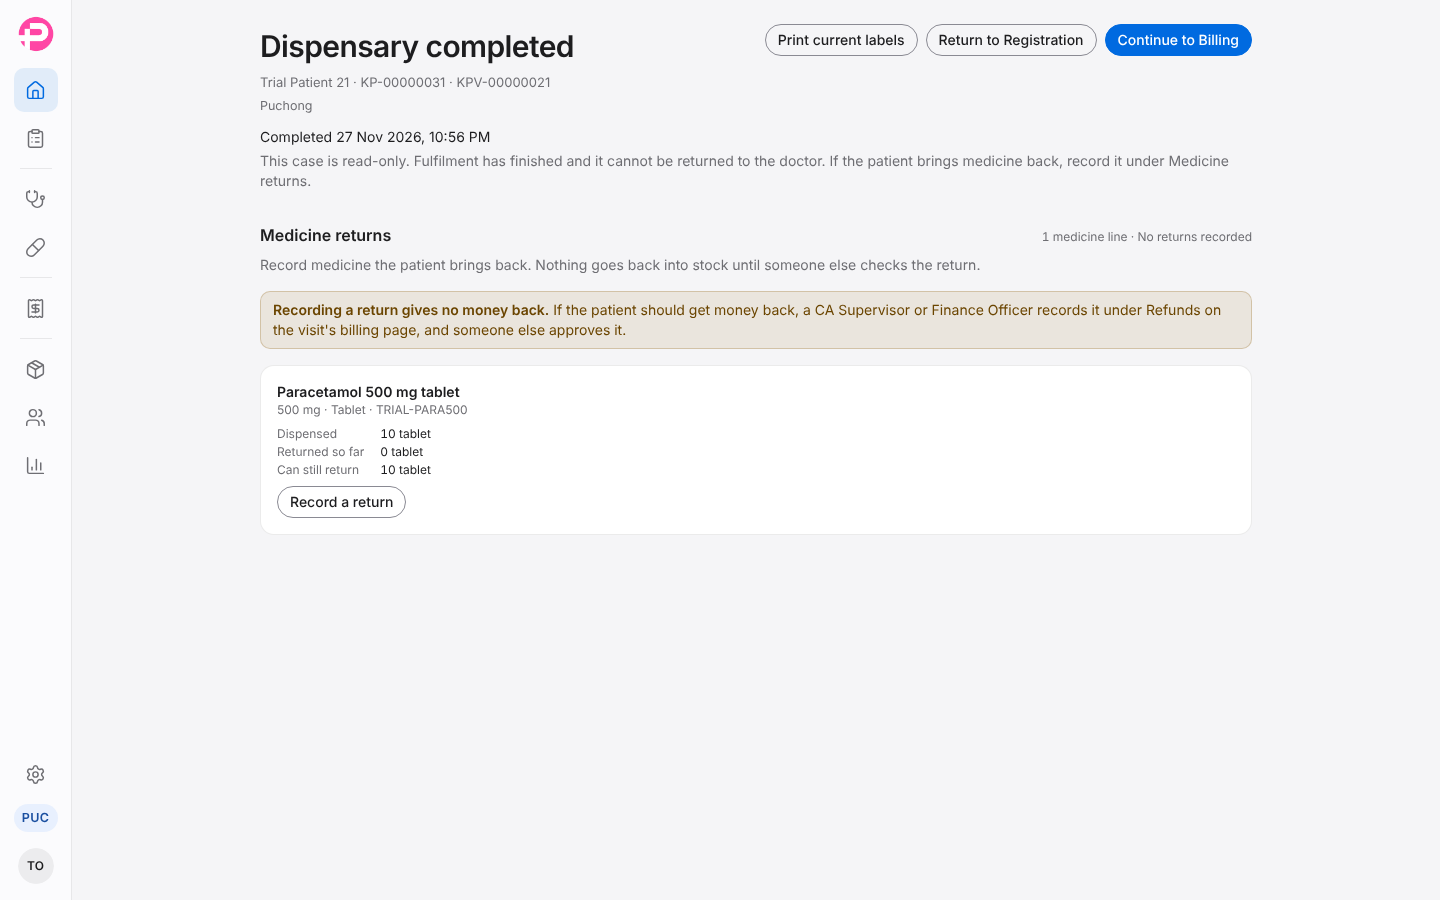 Dispensary completed
Print current labels
Return to Registration
Continue to Billing
Trial Patient 21 · KP-00000031 · KPV-00000021
Puchong
Completed 27 Nov 2026, 10:56 PM
This case is read-only. Fulfilment has finished and it cannot be returned to the doctor. If the patient brings medicine back, record it under Medicine
returns.
Medicine returns
1 medicine line · No returns recorded
Record medicine the patient brings back. Nothing goes back into stock until someone else checks the return.
Recording a return gives no money back. If the patient should get money back, a CA Supervisor or Finance Officer records it under Refunds on
the visit's billing page, and someone else approves it.
Paracetamol 500 mg tablet
500 mg · Tablet · TRIAL-PARA500
Dispensed 10 tablet
Returned so far 0 tablet
Can still return 10 tablet
Record a return
PUC
TO